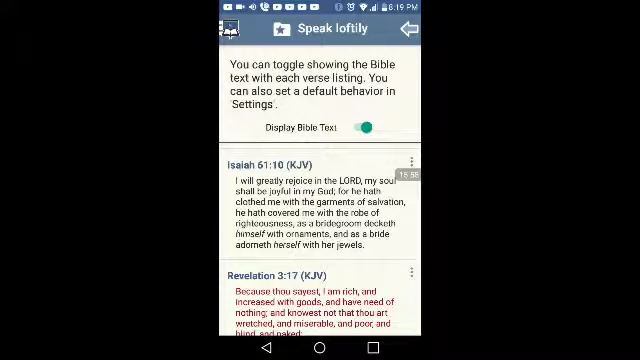 8:19 PM
Speak loftily
You can toggle showing the Bible
text with each verse listing. You
can also set a default behavior in
'Settings'.
Display Bible Text
Isaiah 61:10 (KJV)
I will greatly rejoice in the LORD, my soul
shall be joyful in my God; for he hath
clothed me with the garments of salvation,
he hath covered me with the robe of
righteousness, as a bridegroom decketh
himself with ornaments, and as a bride
adorneth herself with her jewels.
Revelation 3:17 (KJV)
Because thou sayest, I am rich, and
increased with goods, and have need of
nothing; and knowest not that thou art
wretched, and miserable, and poor, and
blind, and naked: